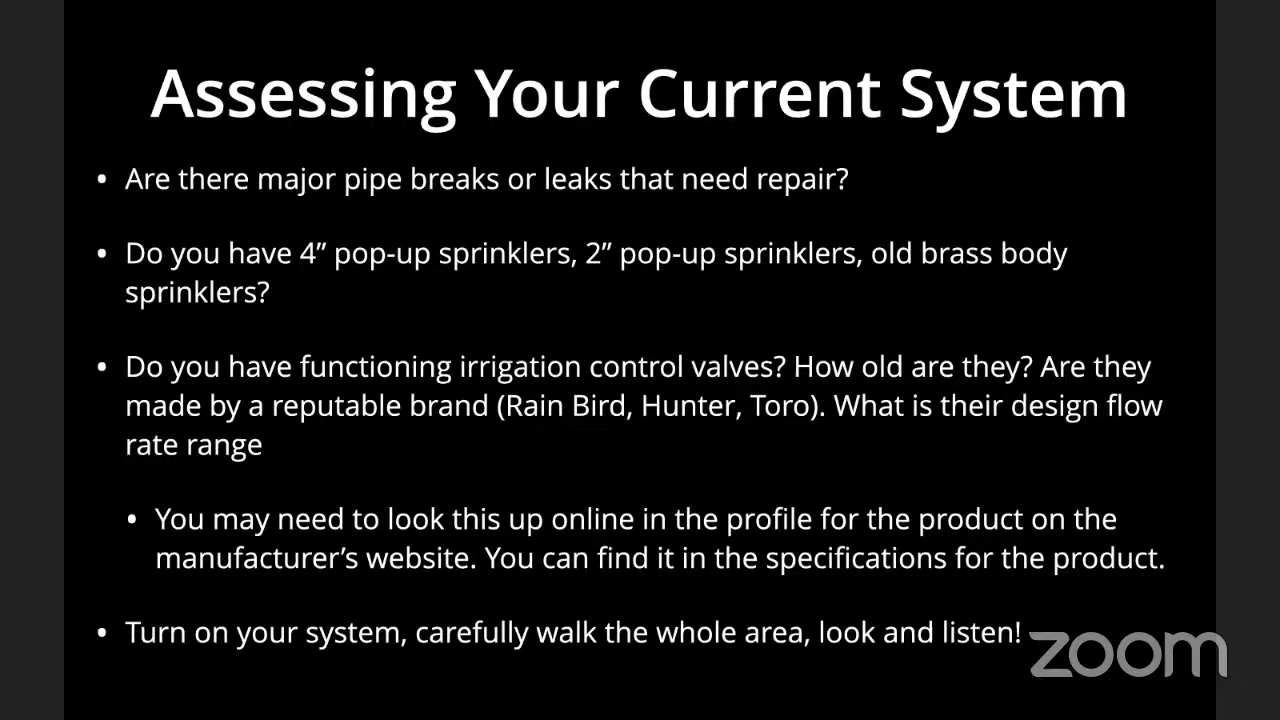 Assessing Your Current System
• Are there major pipe breaks or leaks that need repair?
• Do you have 4” pop-up sprinklers, 2” pop-up sprinklers, old brass body
sprinklers?
• Do you have functioning irrigation control valves? How old are they? Are they
made by a reputable brand (Rain Bird, Hunter, Toro). What is their design flow
rate range
• You may need to look this up online in the profile for the product on the
manufacturer’s website. You can find it in the specifications for the product.
• Turn on your system, carefully walk the whole area, look and listen!
zoom